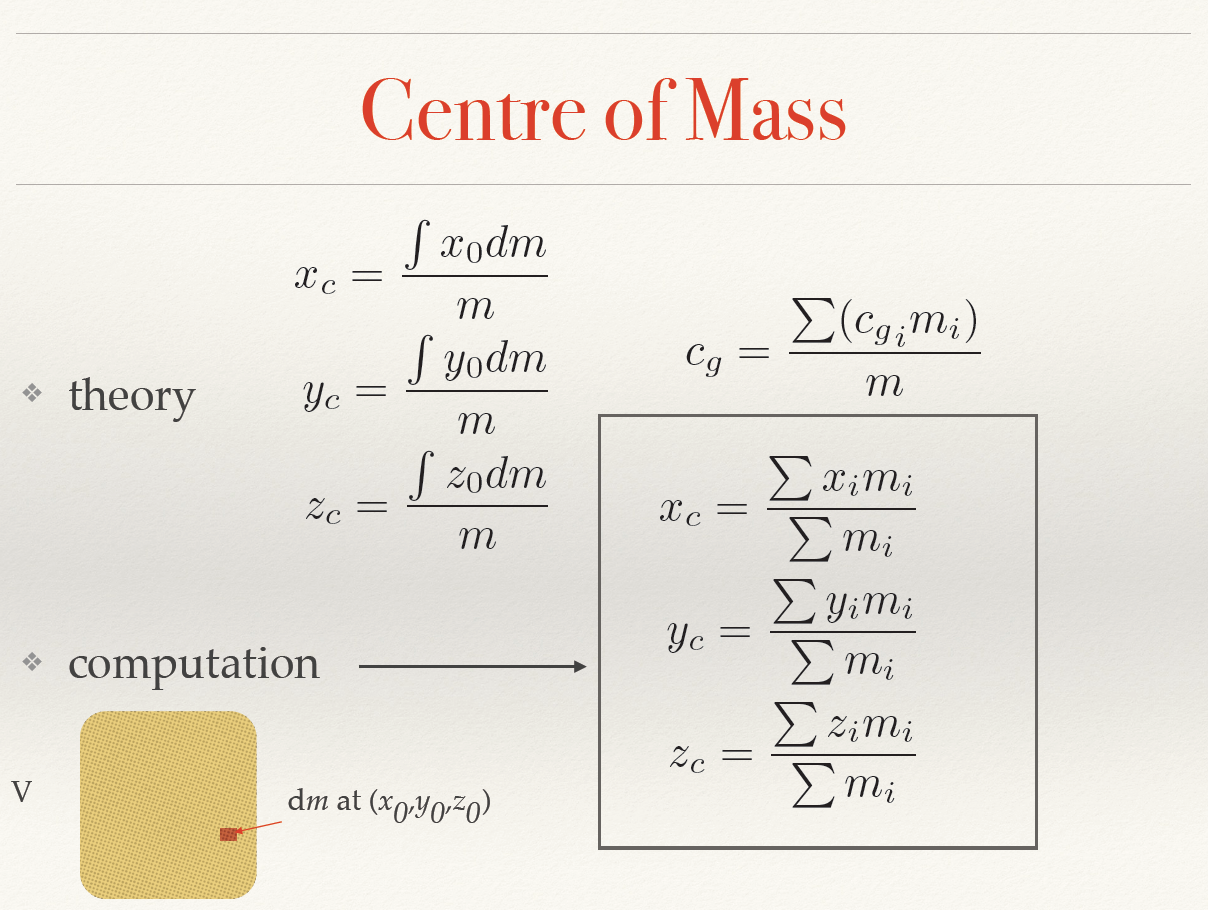 Centre of Mass
❖ theory
x_c = ∫ x_0 dm / m
y_c = ∫ y_0 dm / m
z_c = ∫ z_0 dm / m
c_g = ∑(c_{g_i} m_i) / m
❖ computation
x_c = ∑ x_i m_i / ∑ m_i
y_c = ∑ y_i m_i / ∑ m_i
z_c = ∑ z_i m_i / ∑ m_i
V
dm at (x_0,y_0,z_0)